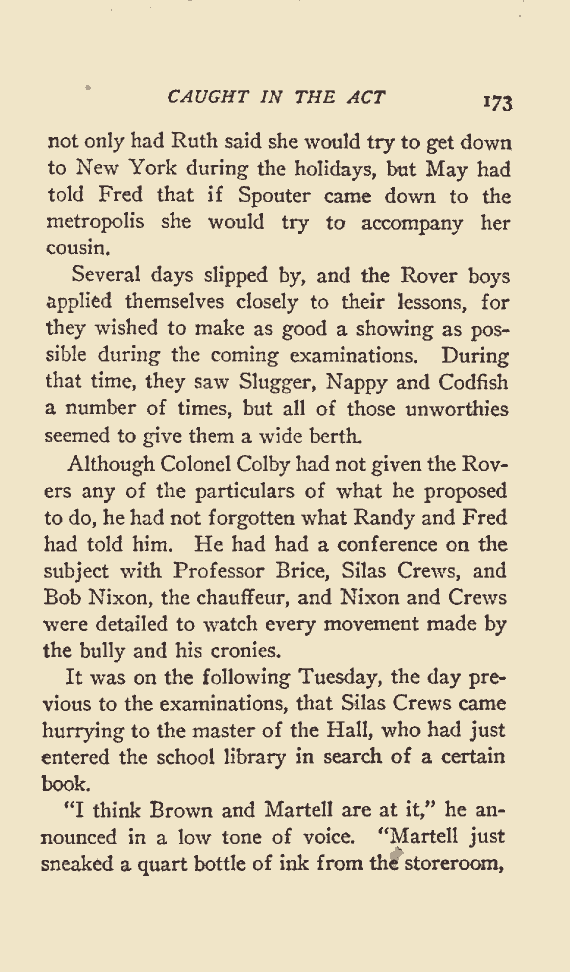 CAUGHT IN THE ACT 173
not only had Ruth said she would try to get down
to New York during the holidays, but May had
told Fred that if Spouter came down to the
metropolis she would try to accompany her
cousin.
Several days slipped by, and the Rover boys
applied themselves closely to their lessons, for
they wished to make as good a showing as pos-
sible during the coming examinations. During
that time, they saw Slugger, Nappy and Codfish
a number of times, but all of those unworthies
seemed to give them a wide berth.
Although Colonel Colby had not given the Rov-
ers any of the particulars of what he proposed
to do, he had not forgotten what Randy and Fred
had told him. He had had a conference on the
subject with Professor Brice, Silas Crews, and
Bob Nixon, the chauffeur, and Nixon and Crews
were detailed to watch every movement made by
the bully and his cronies.
It was on the following Tuesday, the day pre-
vious to the examinations, that Silas Crews came
hurrying to the master of the Hall, who had just
entered the school library in search of a certain
book.
"I think Brown and Martell are at it," he an-
nounced in a low tone of voice. "Martell just
sneaked a quart bottle of ink from the storeroom,